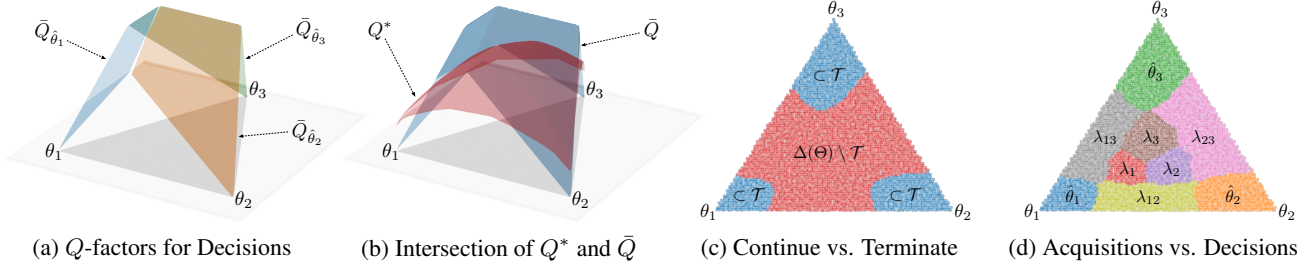 Q̄_θ̂₁ Q̄_θ̂₃ θ₃ Q̄_θ̂₂ θ₁ θ₂
(a) Q-factors for Decisions
Q* Q̄ θ₃ θ₁ θ₂
(b) Intersection of Q* and Q̄
θ₃
⊂ 𝒯
Δ(Θ) \ 𝒯
⊂ 𝒯 ⊂ 𝒯
θ₁ θ₂
(c) Continue vs. Terminate
θ₃
θ̂₃
λ₁₃ λ₃ λ₂₃
λ₁ λ₂
θ̂₁ λ₁₂ θ̂₂
θ₁ θ₂
(d) Acquisitions vs. Decisions